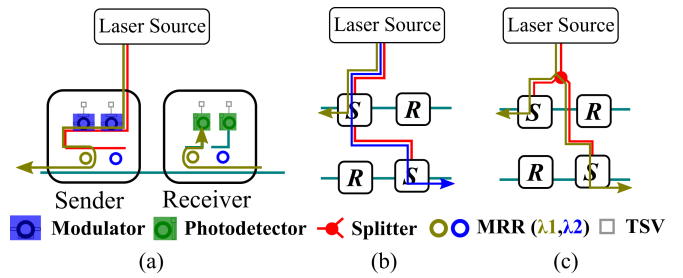 Laser Source
Laser Source
Laser Source
S
R
S
R
R
S
R
S
Sender
Receiver
Modulator
Photodetector
Splitter
MRR (λ1,λ2)
TSV
(a)
(b)
(c)